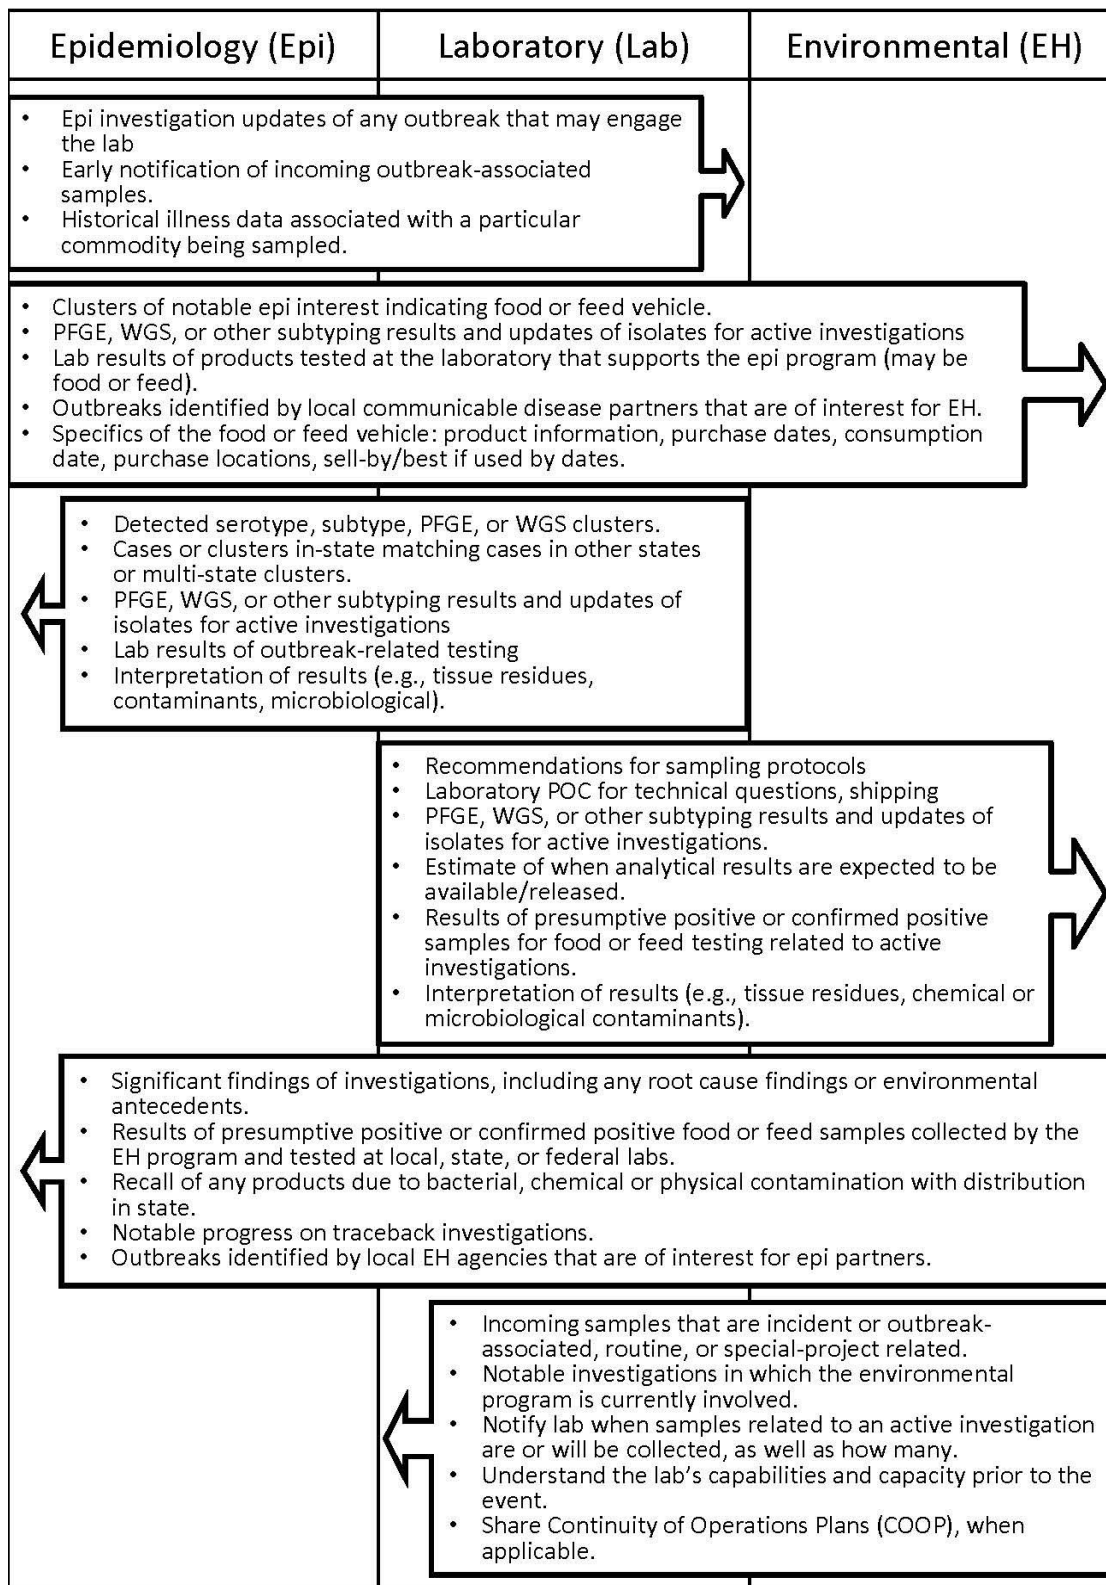 Epidemiology (Epi)
Laboratory (Lab)
Environmental (EH)
• Epi investigation updates of any outbreak that may engage
the lab
• Early notification of incoming outbreak-associated
samples.
• Historical illness data associated with a particular
commodity being sampled.
• Clusters of notable epi interest indicating food or feed vehicle.
• PFGE, WGS, or other subtyping results and updates of isolates for active investigations
• Lab results of products tested at the laboratory that supports the epi program (may be
food or feed).
• Outbreaks identified by local communicable disease partners that are of interest for EH.
• Specifics of the food or feed vehicle: product information, purchase dates, consumption
date, purchase locations, sell-by/best if used by dates.
• Detected serotype, subtype, PFGE, or WGS clusters.
• Cases or clusters in-state matching cases in other states
or multi-state clusters.
• PFGE, WGS, or other subtyping results and updates of
isolates for active investigations
• Lab results of outbreak-related testing
• Interpretation of results (e.g., tissue residues,
contaminants, microbiological).
• Recommendations for sampling protocols
• Laboratory POC for technical questions, shipping
• PFGE, WGS, or other subtyping results and updates of
isolates for active investigations.
• Estimate of when analytical results are expected to be
available/released.
• Results of presumptive positive or confirmed positive
samples for food or feed testing related to active
investigations.
• Interpretation of results (e.g., tissue residues, chemical or
microbiological contaminants).
• Significant findings of investigations, including any root cause findings or environmental
antecedents.
• Results of presumptive positive or confirmed positive food or feed samples collected by the
EH program and tested at local, state, or federal labs.
• Recall of any products due to bacterial, chemical or physical contamination with distribution
in state.
• Notable progress on traceback investigations.
• Outbreaks identified by local EH agencies that are of interest for epi partners.
• Incoming samples that are incident or outbreak-
associated, routine, or special-project related.
• Notable investigations in which the environmental
program is currently involved.
• Notify lab when samples related to an active investigation
are or will be collected, as well as how many.
• Understand the lab's capabilities and capacity prior to the
event.
• Share Continuity of Operations Plans (COOP), when
applicable.